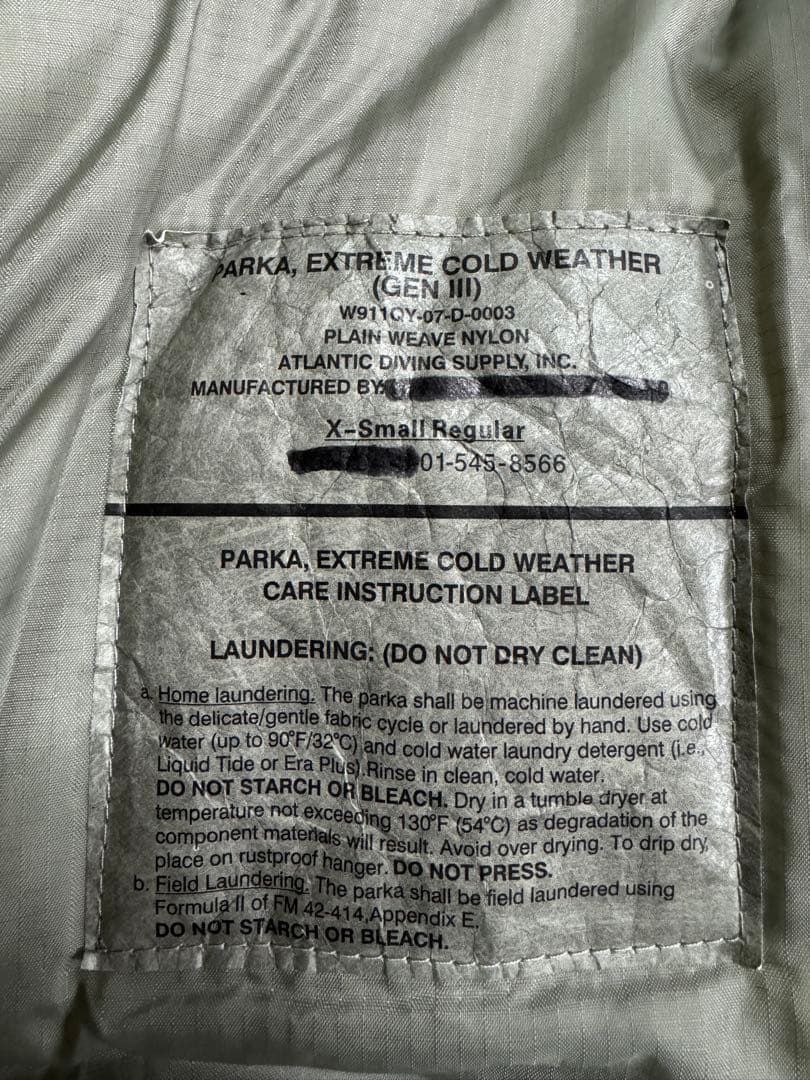 PARKA, EXTREME COLD WEATHER
(GEN III)
W911QY-07-D-0003
PLAIN WEAVE NYLON
ATLANTIC DIVING SUPPLY, INC.
MANUFACTURED BY:
X-Small Regular
01-545-8566
PARKA, EXTREME COLD WEATHER
CARE INSTRUCTION LABEL
LAUNDERING: (DO NOT DRY CLEAN)
a. Home laundering. The parka shall be machine laundered using
the delicate/gentle fabric cycle or laundered by hand. Use cold
water (up to 90°F/32°C) and cold water laundry detergent (i.e.,
Liquid Tide or Era Plus). Rinse in clean, cold water.
DO NOT STARCH OR BLEACH. Dry in a tumble dryer at
temperature not exceeding 130°F (54°C) as degradation of the
component materials will result. Avoid over drying. To drip dry,
place on rustproof hanger. DO NOT PRESS.
b. Field Laundering. The parka shall be field laundered using
Formula II of FM 42-414, Appendix E.
DO NOT STARCH OR BLEACH.